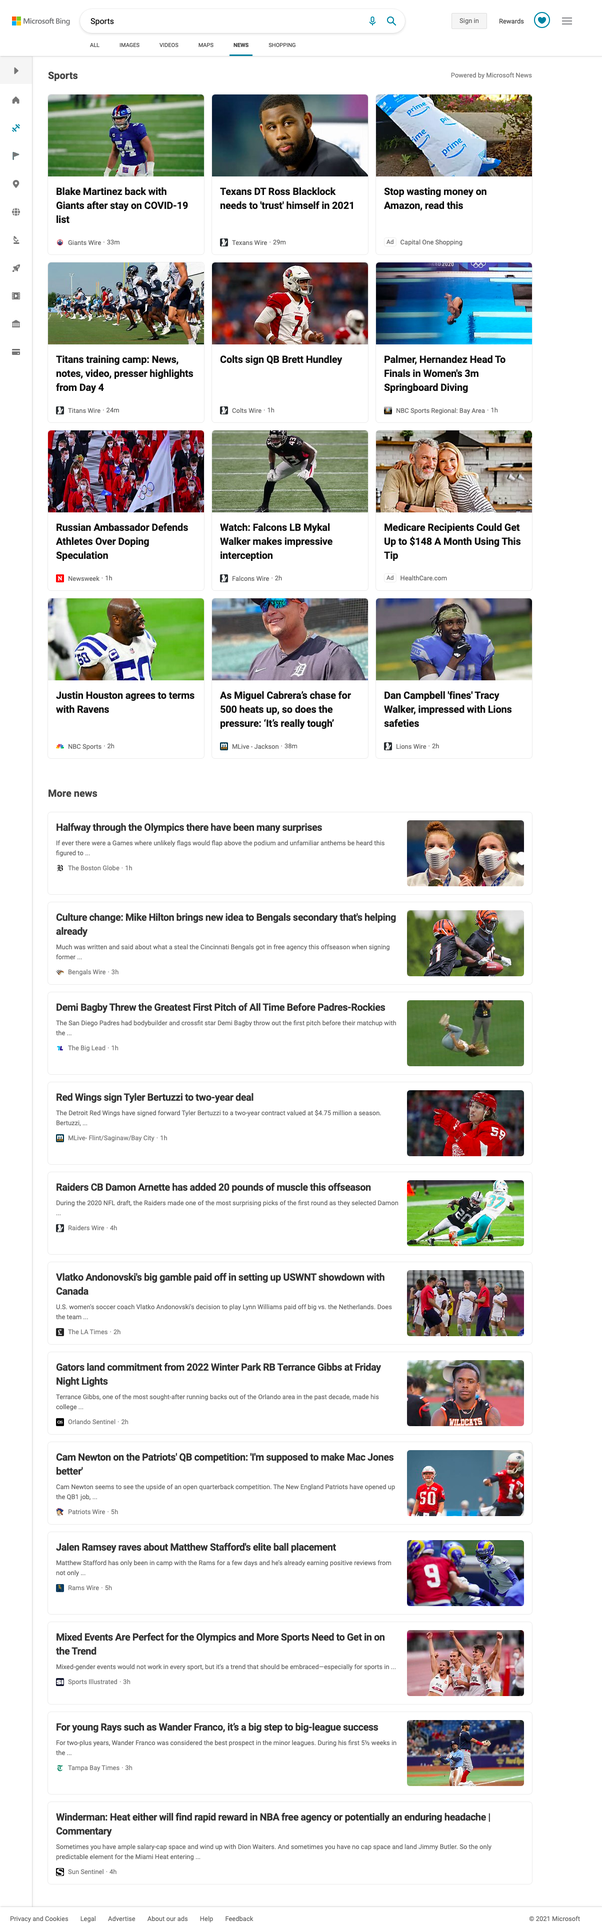 Microsoft Bing
Sports
Sign in
Rewards
ALL
IMAGES
VIDEOS
MAPS
NEWS
SHOPPING
Sports
Powered by Microsoft News
54
prime
prime
prime
Blake Martinez back with
Giants after stay on COVID-19
list
Giants Wire · 33m
Texans DT Ross Blacklock
needs to 'trust' himself in 2021
Texans Wire · 29m
Stop wasting money on
Amazon, read this
Ad Capital One Shopping
7
Titans training camp: News,
notes, video, presser highlights
from Day 4
Titans Wire · 24m
Colts sign QB Brett Hundley
Colts Wire · 1h
Palmer, Hernandez Head To
Finals in Women's 3m
Springboard Diving
NBC Sports Regional: Bay Area · 1h
Russian Ambassador Defends
Athletes Over Doping
Speculation
Newsweek · 1h
Watch: Falcons LB Mykal
Walker makes impressive
interception
Falcons Wire · 2h
Medicare Recipients Could Get
Up to $148 A Month Using This
Tip
Ad HealthCare.com
50
Justin Houston agrees to terms
with Ravens
NBC Sports · 2h
As Miguel Cabrera's chase for
500 heats up, so does the
pressure: 'It's really tough'
MLive - Jackson · 38m
Dan Campbell 'fines' Tracy
Walker, impressed with Lions
safeties
Lions Wire · 2h
More news
Halfway through the Olympics there have been many surprises
If ever there were a Games where unlikely flags would flap above the podium and unfamiliar anthems be heard this
figured to ...
The Boston Globe · 1h
Culture change: Mike Hilton brings new idea to Bengals secondary that's helping
already
Much was written and said about what a steal the Cincinnati Bengals got in free agency this offseason when signing
former ...
Bengals Wire · 3h
Demi Bagby Threw the Greatest First Pitch of All Time Before Padres-Rockies
The San Diego Padres had bodybuilder and crossfit star Demi Bagby throw out the first pitch before their matchup with
the ...
The Big Lead · 1h
Red Wings sign Tyler Bertuzzi to two-year deal
The Detroit Red Wings have signed forward Tyler Bertuzzi to a two-year contract valued at $4.75 million a season.
Bertuzzi, ...
MLive- Flint/Saginaw/Bay City · 1h
59
Raiders CB Damon Arnette has added 20 pounds of muscle this offseason
During the 2020 NFL draft, the Raiders made one of the most surprising picks of the first round as they selected Damon
...
Raiders Wire · 4h
Vlatko Andonovski's big gamble paid off in setting up USWNT showdown with
Canada
U.S. women's soccer coach Vlatko Andonovski's decision to play Lynn Williams paid off big vs. the Netherlands. Does
the team ...
The LA Times · 2h
Gators land commitment from 2022 Winter Park RB Terrance Gibbs at Friday
Night Lights
Terrance Gibbs, one of the most sought-after running backs out of the Orlando area in the past decade, made his
college ...
Orlando Sentinel · 2h
WILDCATS
Cam Newton on the Patriots' QB competition: 'I'm supposed to make Mac Jones
better'
Cam Newton seems to see the upside of an open quarterback competition. The New England Patriots have opened up
the QB1 job, ...
Patriots Wire · 5h
50
Jalen Ramsey raves about Matthew Stafford's elite ball placement
Matthew Stafford has only been in camp with the Rams for a few days and he's already earning positive reviews from
not only ...
Rams Wire · 5h
9
5
Mixed Events Are Perfect for the Olympics and More Sports Need to Get in on
the Trend
Mixed-gender events would not work in every sport, but it's a trend that should be embraced—especially for sports in ...
Sports Illustrated · 3h
For young Rays such as Wander Franco, it's a big step to big-league success
For two-plus years, Wander Franco was considered the best prospect in the minor leagues. During his first 5½ weeks in
the ...
Tampa Bay Times · 3h
Winderman: Heat either will find rapid reward in NBA free agency or potentially an enduring headache |
Commentary
Sometimes you have ample salary-cap space and wind up with Dion Waiters. And sometimes you have no cap space and land Jimmy Butler. So the only
predictable element for the Miami Heat entering ...
Sun Sentinel · 4h
Privacy and Cookies
Legal
Advertise
About our ads
Help
Feedback
© 2021 Microsoft